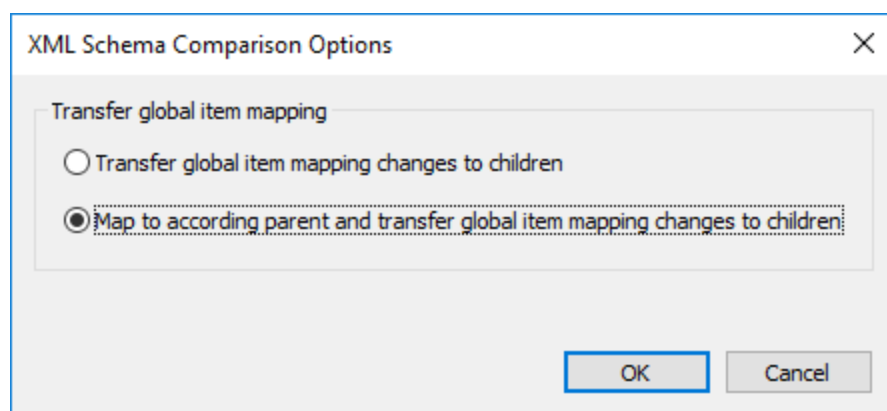 XML Schema Comparison Options
Transfer global item mapping
Transfer global item mapping changes to children
Map to according parent and transfer global item mapping changes to children
OK Cancel